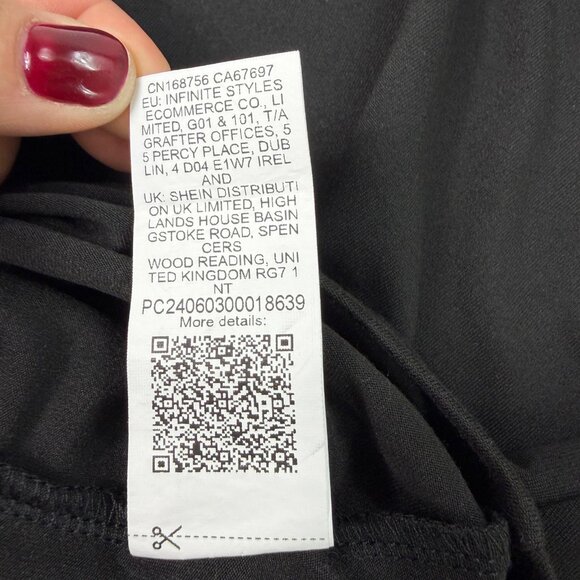 CN168756 CA67697
EU: INFINITE STYLES
ECOMMERCE CO., LI
MITED, G01 & 101, T/A
GRAFTER OFFICES, 5
5 PERCY PLACE, DUB
LIN, 4 D04 E1W7 IREL
AND
UK: SHEIN DISTRIBUTI
ON UK LIMITED, HIGH
LANDS HOUSE BASIN
GSTOKE ROAD, SPEN
CERS
WOOD READING, UNI
TED KINGDOM RG7 1
NT
PC24060300018639
More details: